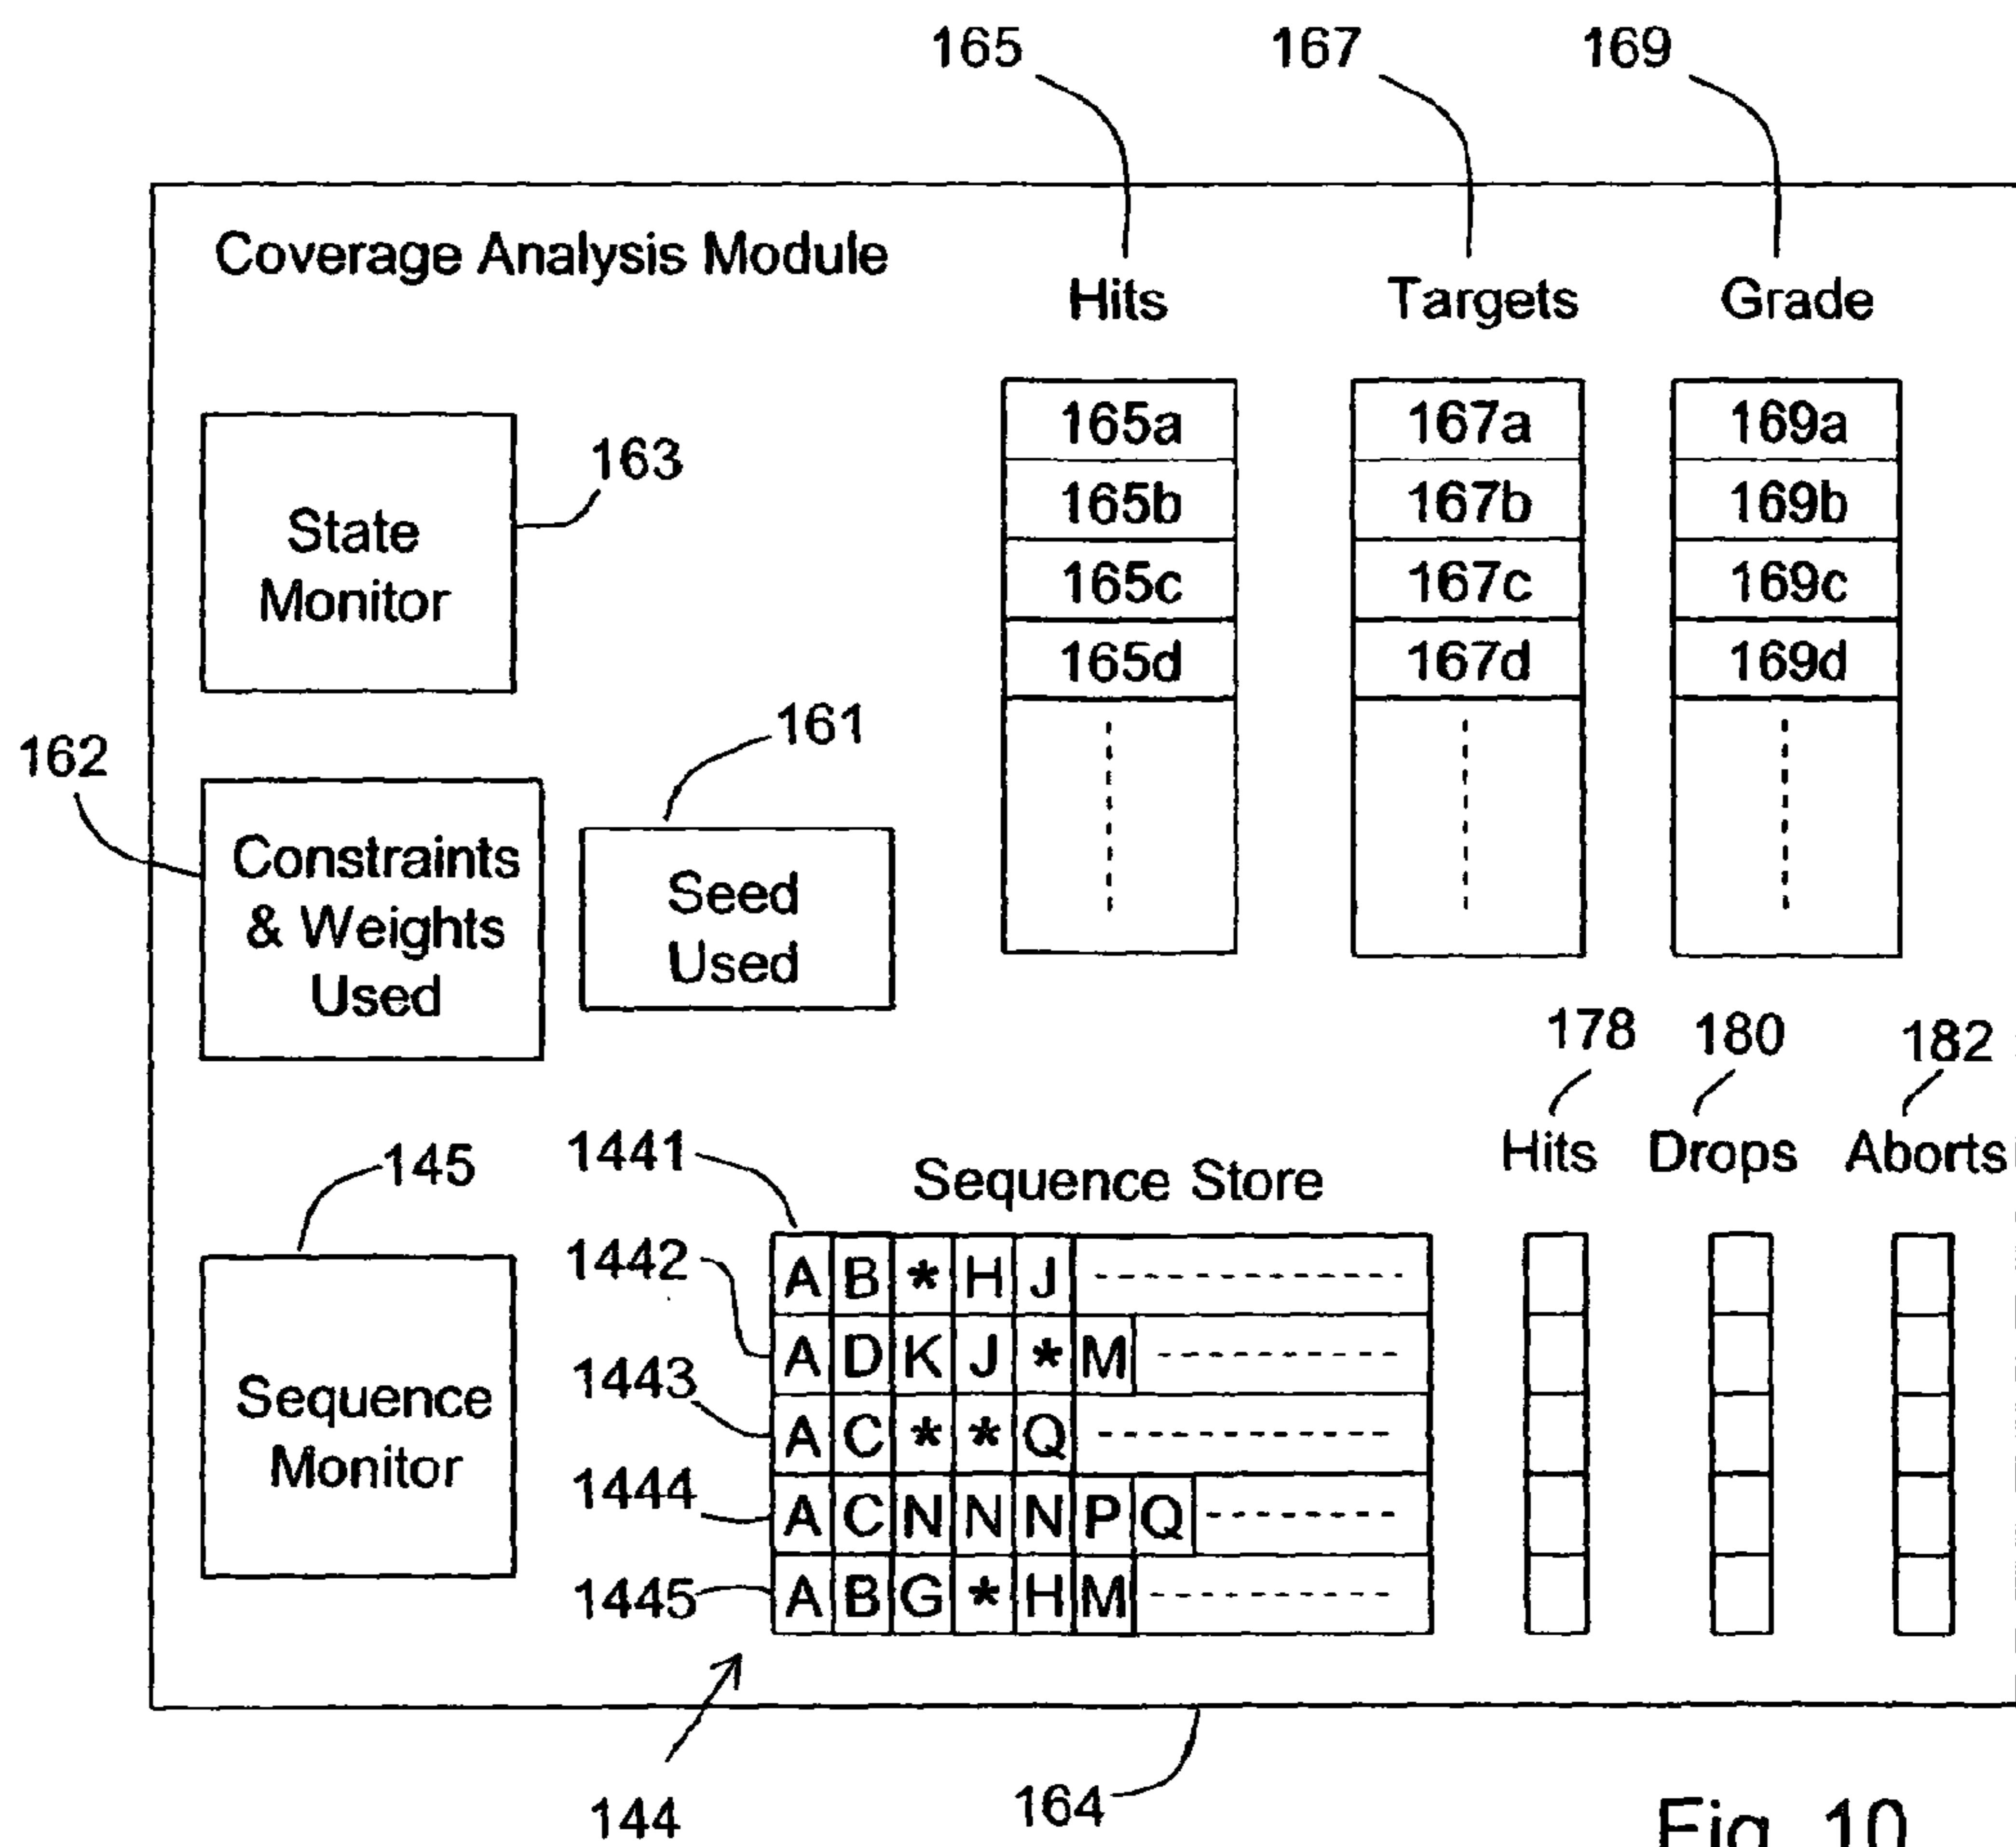 165 167 169
Coverage Analysis Module
Hits Targets Grade
165a 167a 169a
165b 167b 169b
165c 167c 169c
165d 167d 169d
163
State
Monitor
162
161
Constraints
& Weights
Used
Seed
Used
178 180 182
Hits Drops Aborts
145
Sequence
Monitor
Sequence Store
1441
1442
1443
1444
1445
A B * H J
A D K J * M
A C * * Q
A C N N N P Q
A B G * H M
144
164
Fig. 10